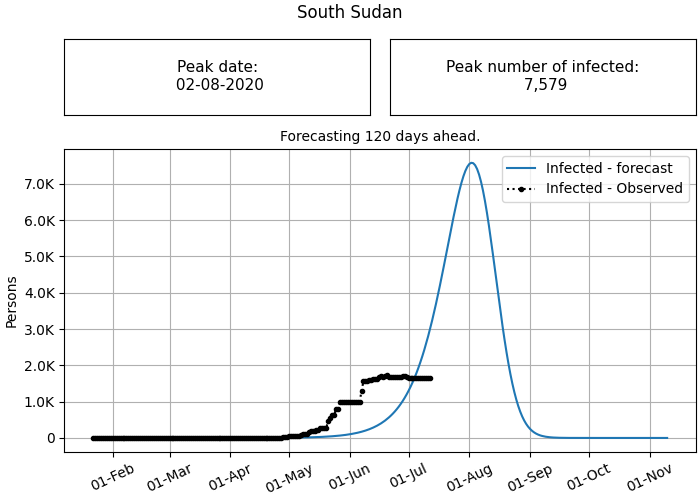 South Sudan
Peak date:
02-08-2020
Peak number of infected:
7,579
Forecasting 120 days ahead.
Infected - forecast
Infected - Observed
7.0K
6.0K
5.0K
4.0K
3.0K
2.0K
1.0K
0
Persons
01-Feb
01-Mar
01-Apr
01-May
01-Jun
01-Jul
01-Aug
01-Sep
01-Oct
01-Nov